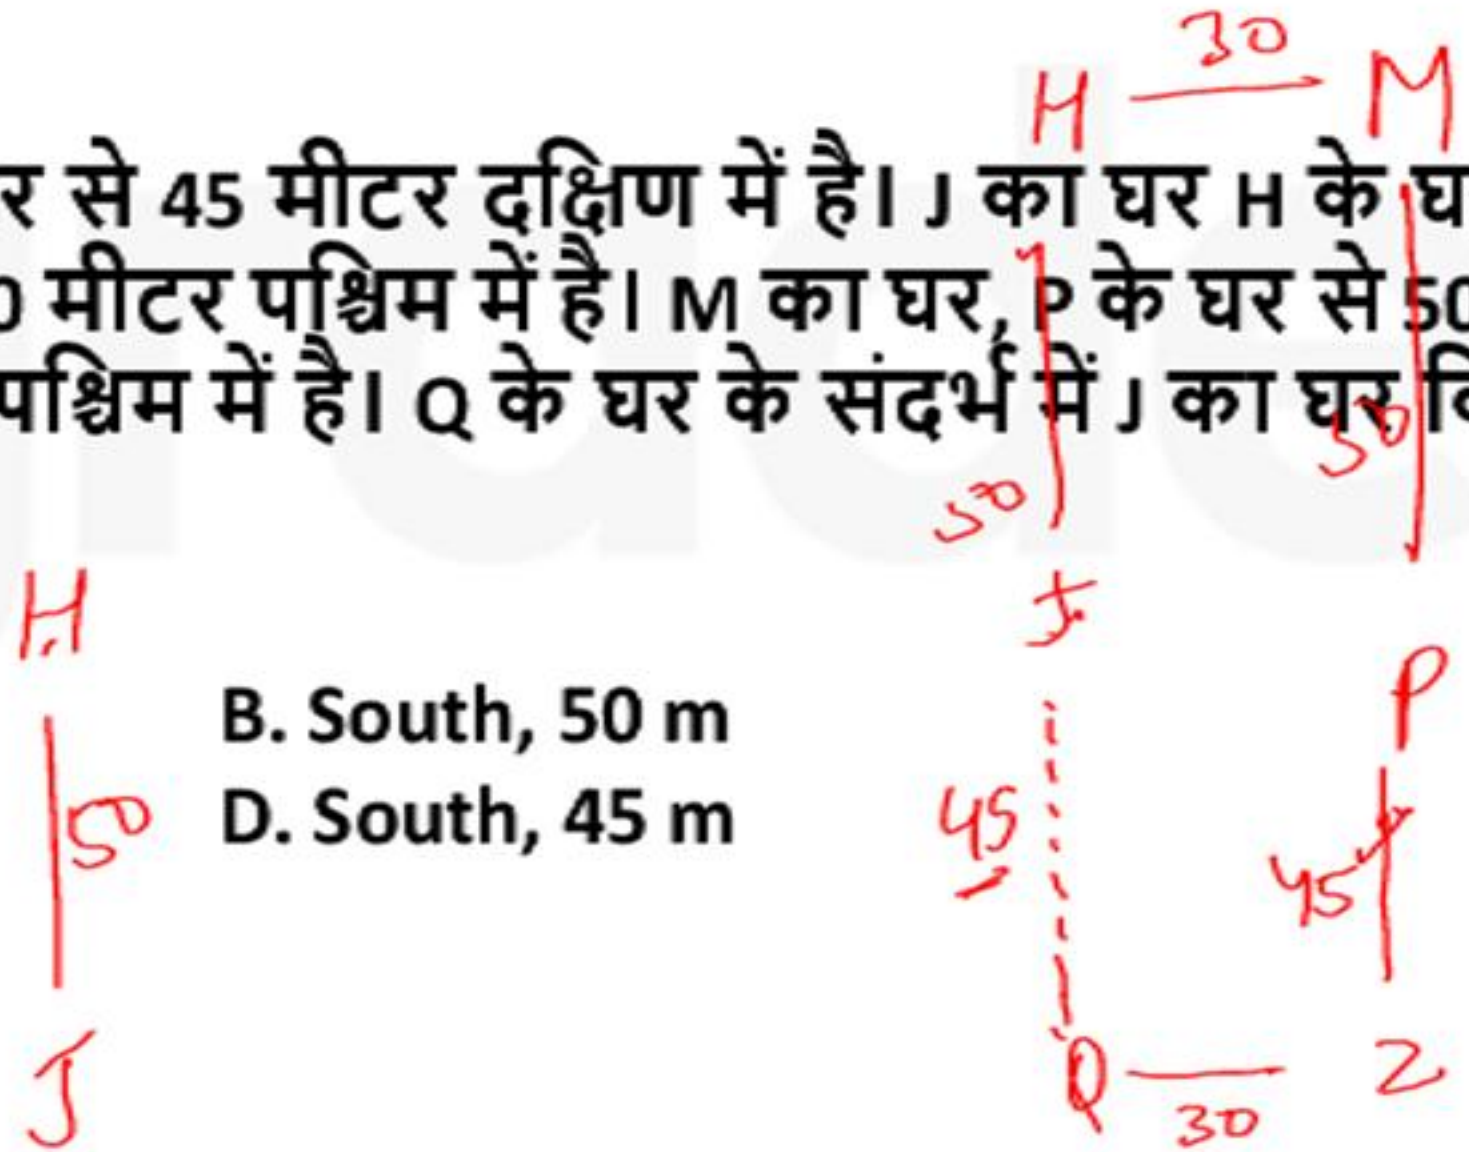 30
H M
र से 45 मीटर दक्षिण में है। J का घर H के घ
0 मीटर पश्चिम में है। M का घर, P के घर से 50
पश्चिम में है। Q के घर के संदर्भ में J का घर
50
50
H J
P
B. South, 50 m
50 45
D. South, 45 m
45
J Q 30 Z